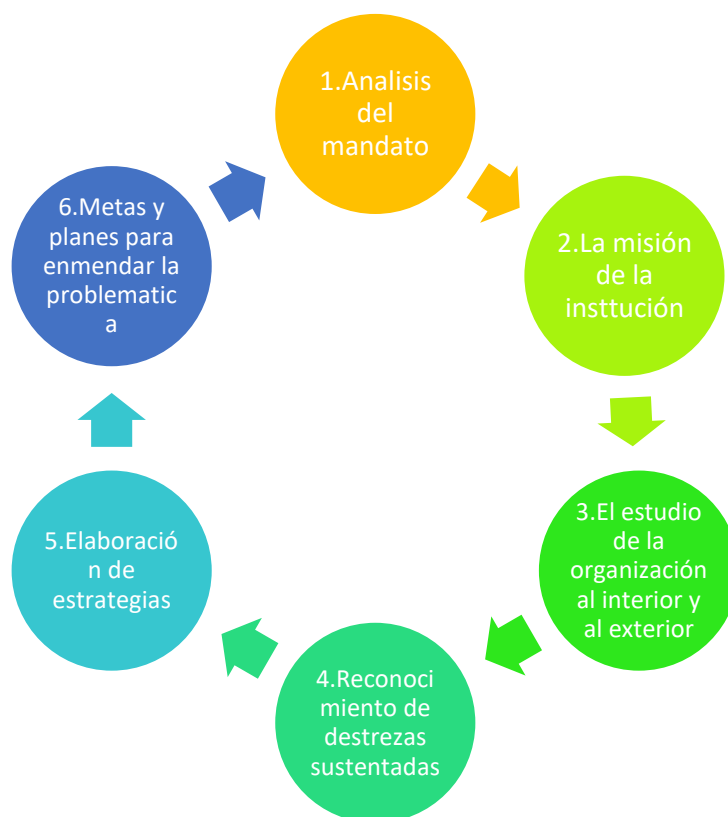 1.Analisis
del
mandato
2.La misión
de la
insttución
3.El estudio
de la
organización
al interior y
al exterior
4.Reconoci
miento de
destrezas
sustentadas
5.Elaboració
n de
estrategias
6.Metas y
planes para
enmendar la
problematic
a